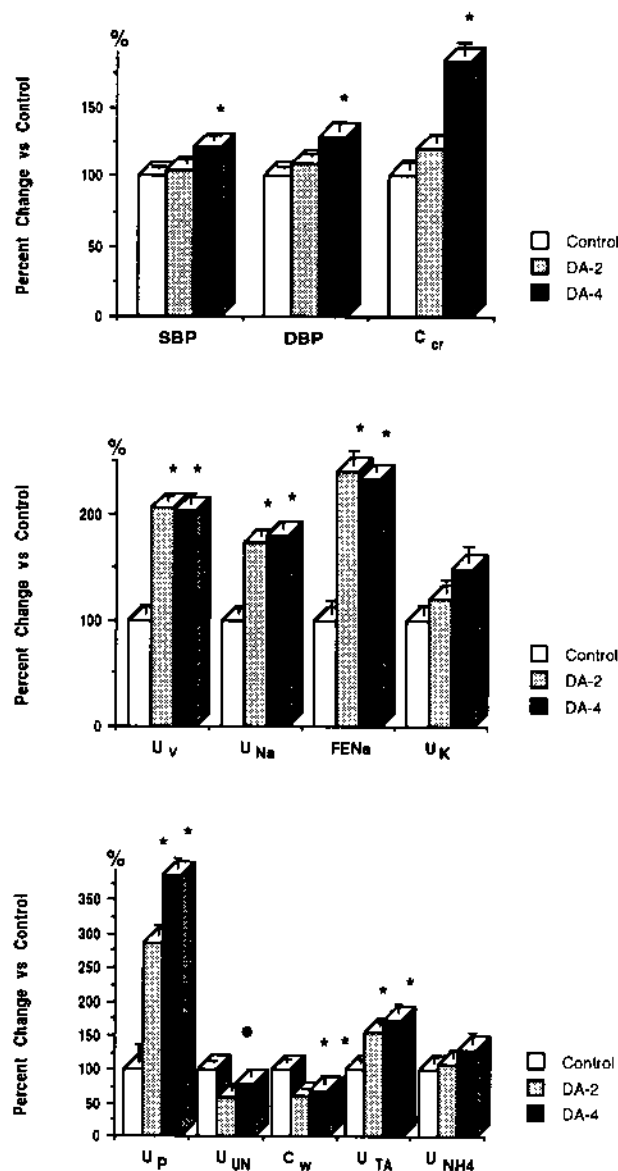 %
Percent Change vs Control
150
100
50
0
* * *
SBP DBP C cr
Control
DA-2
DA-4
%
Percent Change vs Control
200
100
0
* * * * * *
U V U Na FENa U K
Control
DA-2
DA-4
%
Percent Change vs Control
350
300
250
200
150
100
50
0
* * * * * *
U P U UN C w U TA U NH4
Control
DA-2
DA-4